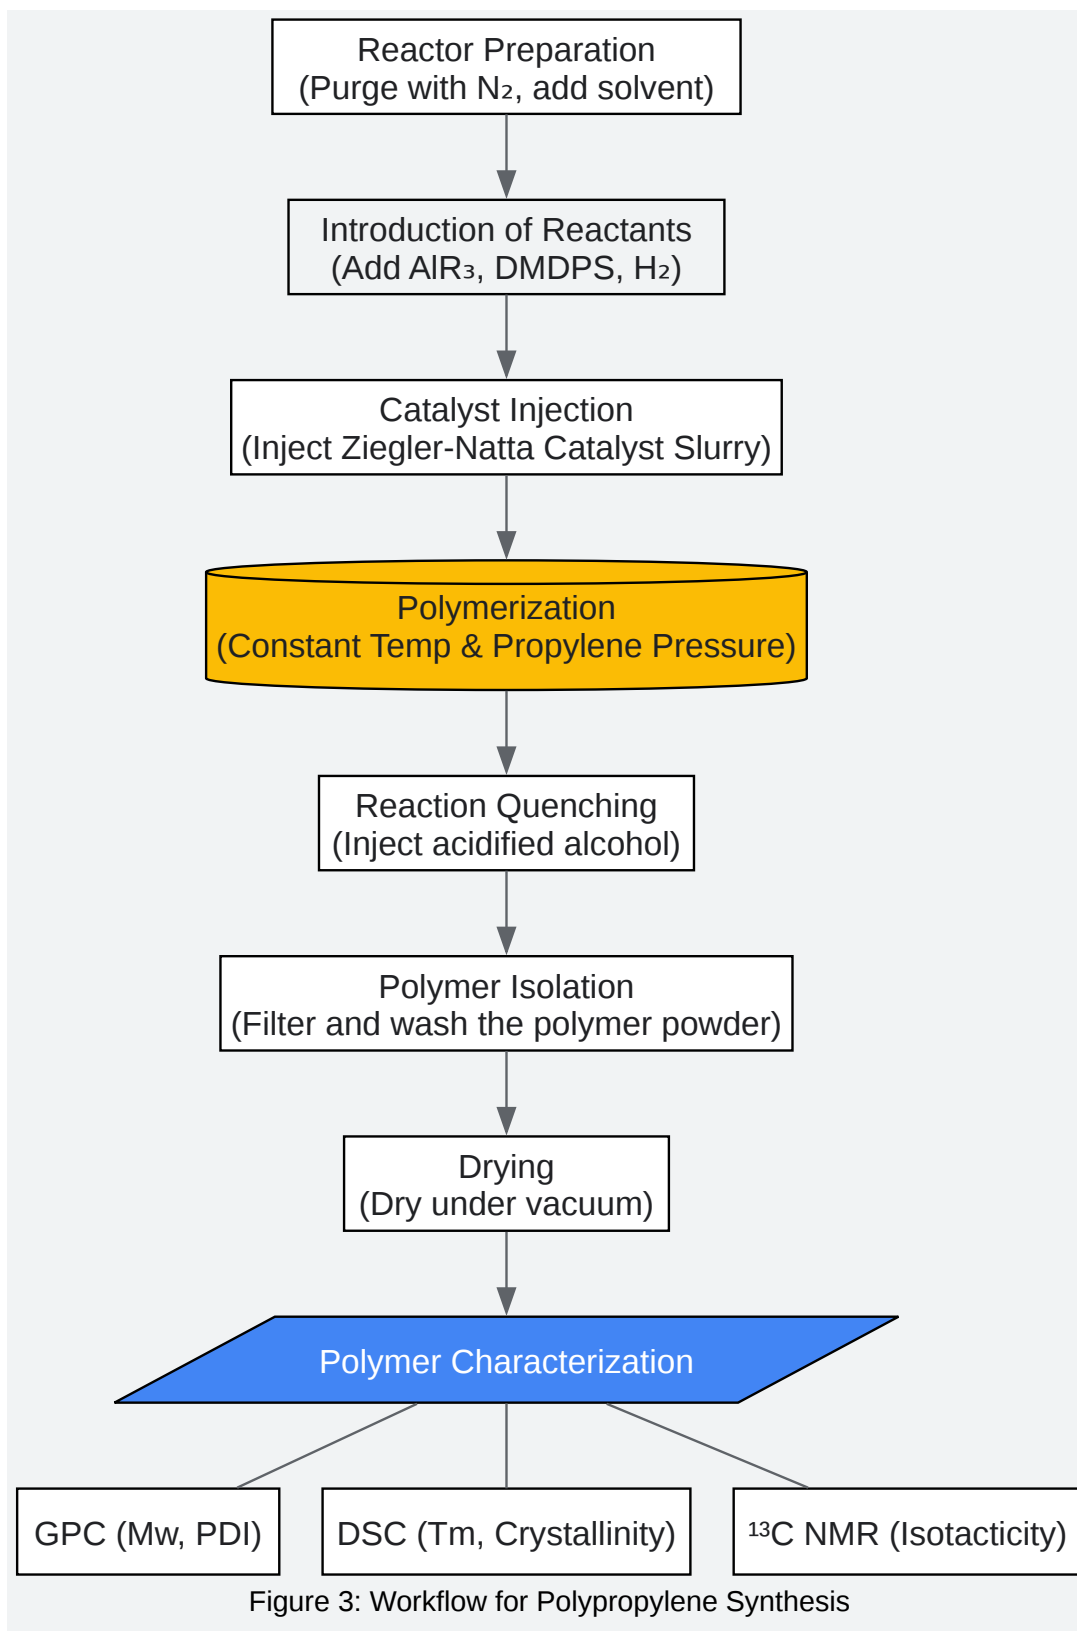 Reactor Preparation
(Purge with N₂, add solvent)
Introduction of Reactants
(Add AlR₃, DMDPS, H₂)
Catalyst Injection
(Inject Ziegler-Natta Catalyst Slurry)
Polymerization
(Constant Temp & Propylene Pressure)
Reaction Quenching
(Inject acidified alcohol)
Polymer Isolation
(Filter and wash the polymer powder)
Drying
(Dry under vacuum)
Polymer Characterization
GPC (Mw, PDI)
DSC (Tm, Crystallinity)
¹³C NMR (Isotacticity)
Figure 3: Workflow for Polypropylene Synthesis